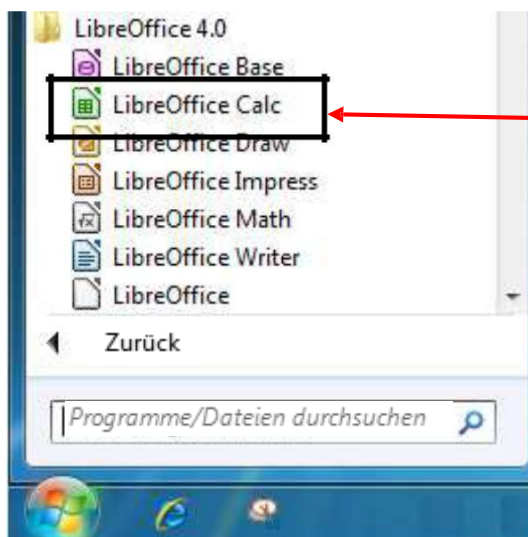 LibreOffice 4.0
LibreOffice Base
LibreOffice Calc
LibreOffice Draw
LibreOffice Impress
LibreOffice Math
LibreOffice Writer
LibreOffice
Zurück
Programme/Dateien durchsuchen